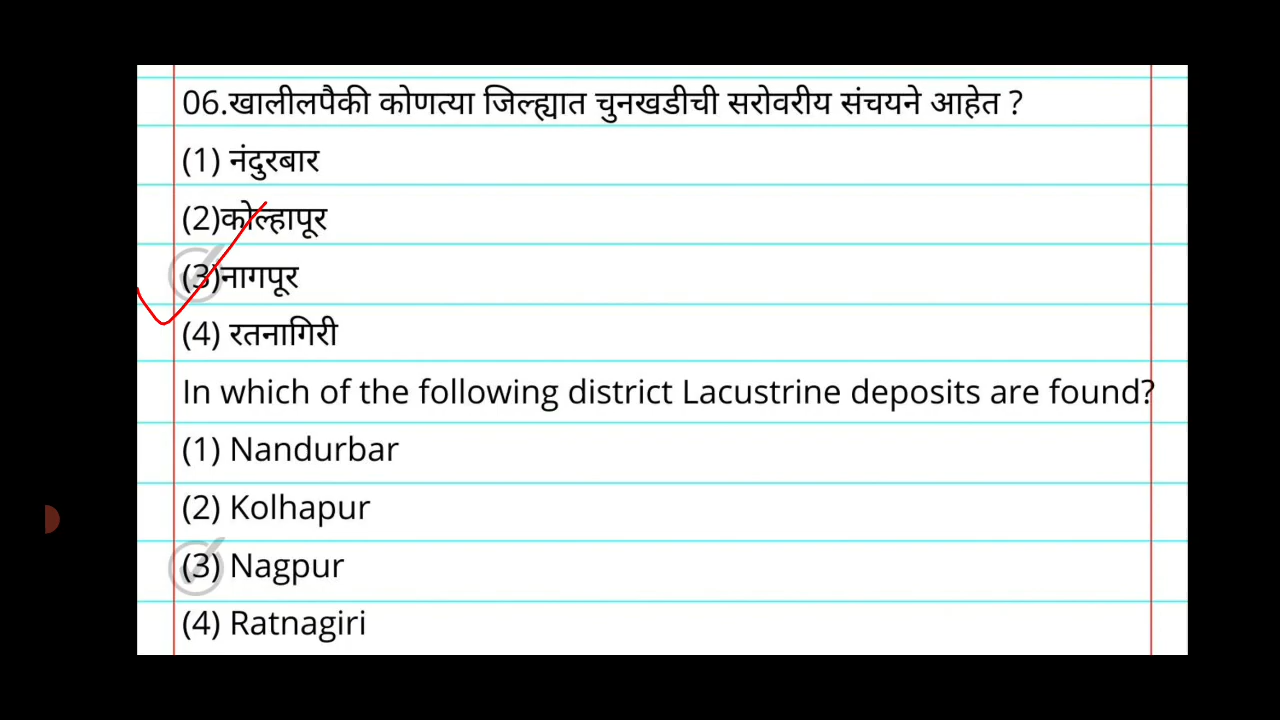 06.खालीलपैकी कोणत्या जिल्ह्यात चुनखडीची सरोवरीय संचयने आहेत ?
(1) नंदुरबार
(2)कोल्हापूर
(3)नागपूर
(4) रतनागिरी
In which of the following district Lacustrine deposits are found?
(1) Nandurbar
(2) Kolhapur
(3) Nagpur
(4) Ratnagiri